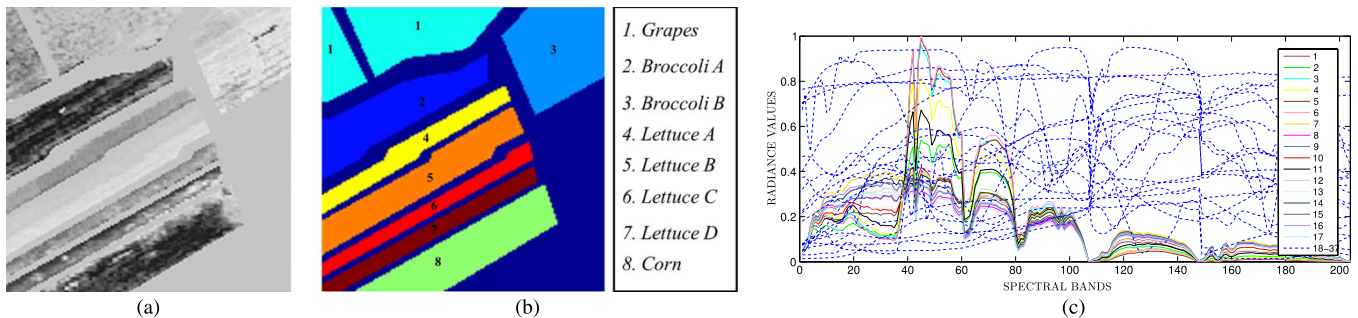 1
1
3
2
4
5
6
7
8
1. Grapes
2. Broccoli A
3. Broccoli B
4. Lettuce A
5. Lettuce B
6. Lettuce C
7. Lettuce D
8. Corn
RADIANCE VALUES
1
0.8
0.6
0.4
0.2
0
0 20 40 60 80 100 120 140 160 180 200
SPECTRAL BANDS
1
2
3
4
5
6
7
8
9
10
11
12
13
14
15
16
17
18-37
(a)
(b)
(c)